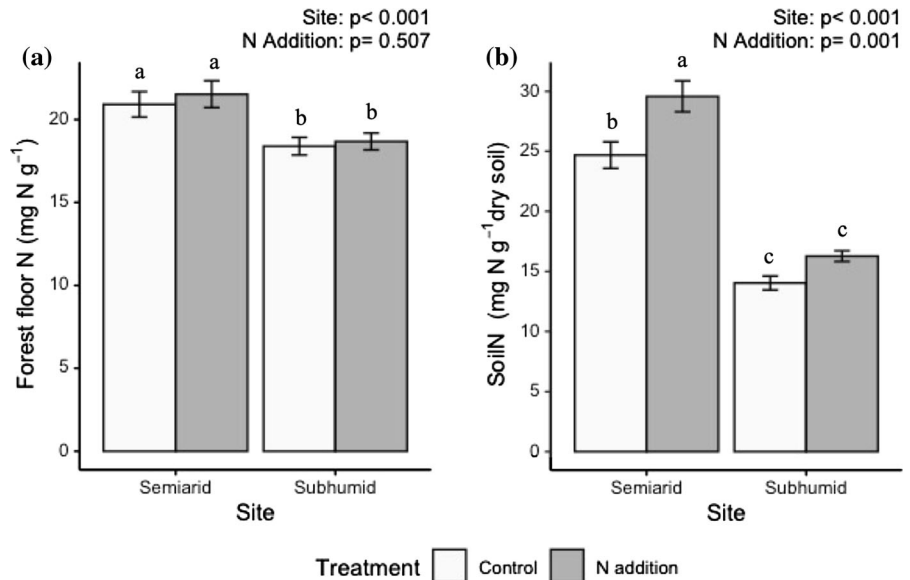 Site: p< 0.001
N Addition: p= 0.507
(a)
a
a
b
b
20
15
10
5
0
Forest floor N (mg N g⁻¹)
Semiarid
Subhumid
Site
Site: p< 0.001
N Addition: p= 0.001
(b)
b
a
c
c
30
25
20
15
10
5
0
SoilN (mg N g⁻¹dry soil)
Semiarid
Subhumid
Site
Treatment Control N addition